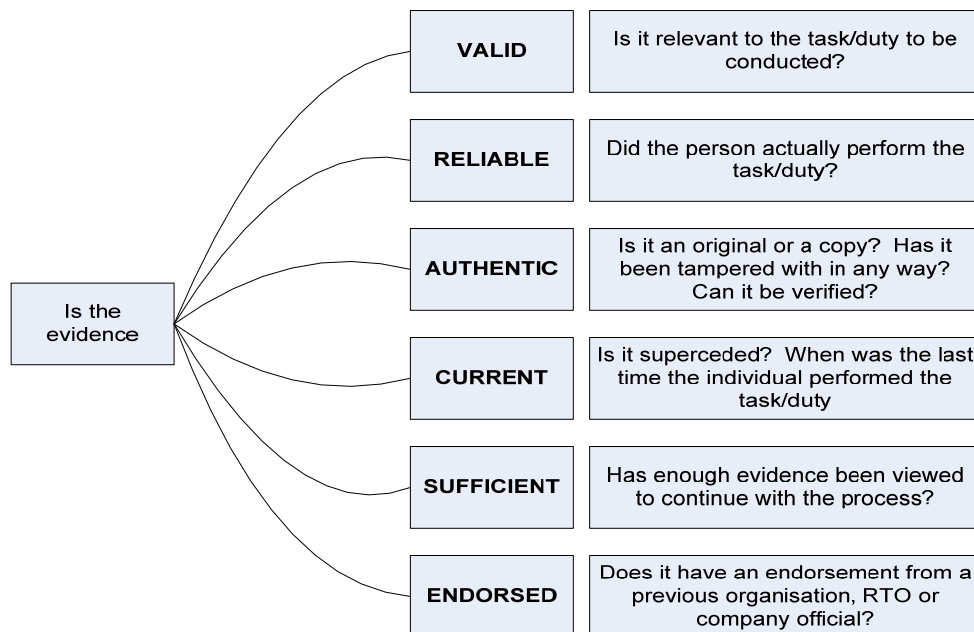 VALID
Is it relevant to the task/duty to be
conducted?
RELIABLE
Did the person actually perform the
task/duty?
AUTHENTIC
Is it an original or a copy?  Has it
been tampered with in any way?
Can it be verified?
Is the
evidence
CURRENT
Is it superceded?  When was the last
time the individual performed the
task/duty
SUFFICIENT
Has enough evidence been viewed
to continue with the process?
ENDORSED
Does it have an endorsement from a
previous organisation, RTO or
company official?